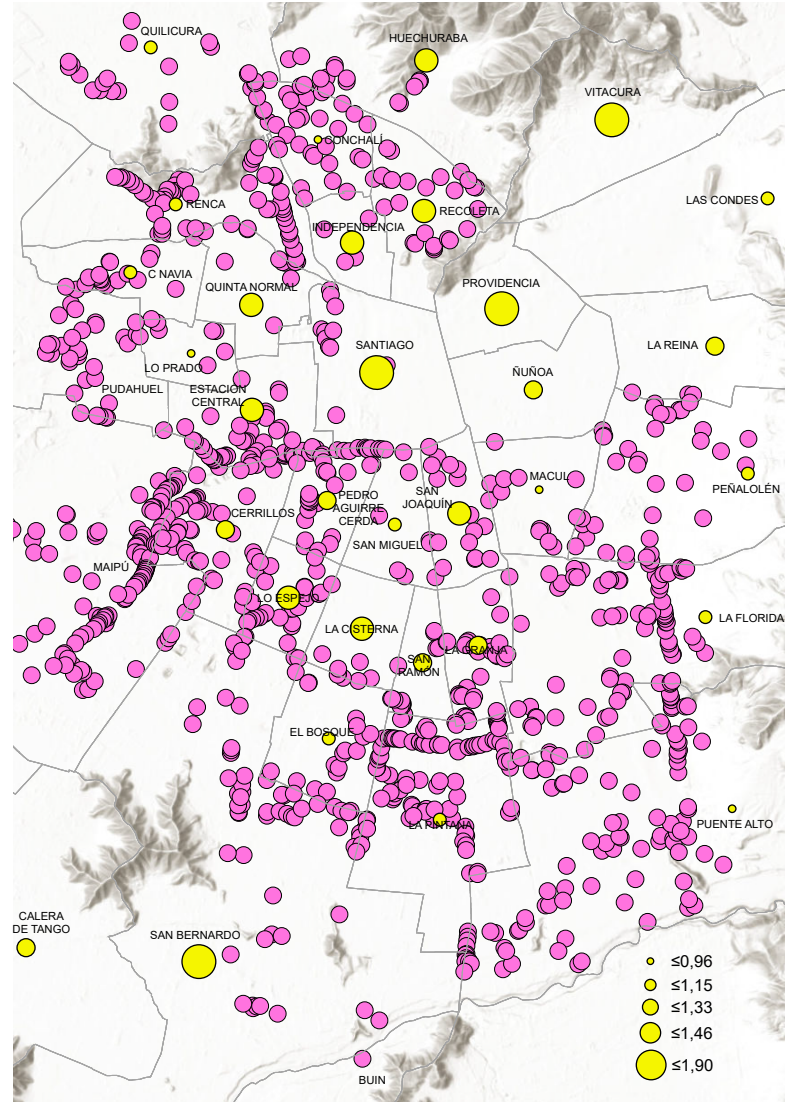 HUECHURABA
QUILICURA
VITACURA
CONCHALÍ
LAS CONDES
RENCA
RECOLETA
INDEPENDENCIA
C NAVIA
QUINTA NORMAL
PROVIDENCIA
SANTIAGO
LA REINA
LO PRADO
ÑUÑOA
PUDAHUEL
ESTACIÓN
CENTRAL
MACUL
PEÑALOLÉN
PEDRO
AGUIRRE
CERDA
SAN
JOAQUÍN
CERRILLOS
SAN MIGUEL
MAIPÚ
LO ESPEJO
LA FLORIDA
LA CISTERNA
LA GRANJA
SAN
RAMÓN
EL BOSQUE
LA PINTANA
PUENTE ALTO
CALERA
DE TANGO
SAN BERNARDO
≤0,96
≤1,15
≤1,33
≤1,46
≤1,90
BUIN